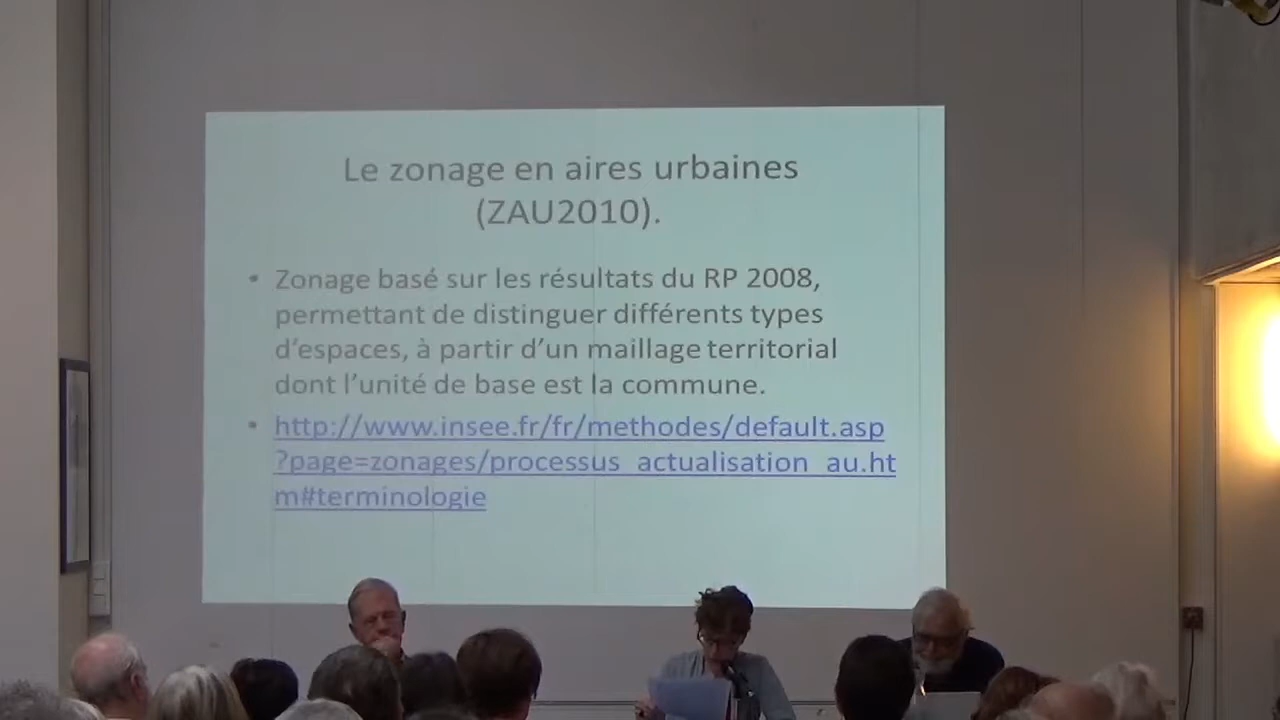 Le zonage en aires urbaines
(ZAU2010).
• Zonage basé sur les résultats du RP 2008,
permettant de distinguer différents types
d'espaces, à partir d'un maillage territorial
dont l'unité de base est la commune.
• http://www.insee.fr/fr/methodes/default.asp
?page=zonages/processus_actualisation_au.ht
m#terminologie